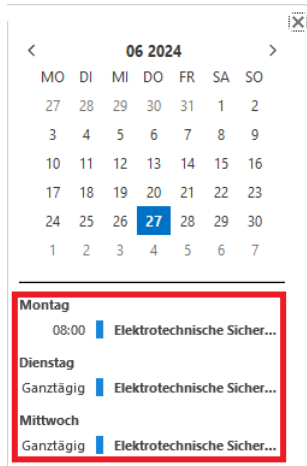 06 2024
MO DI MI DO FR SA SO
27 28 29 30 31 1 2
3 4 5 6 7 8 9
10 11 12 13 14 15 16
17 18 19 20 21 22 23
24 25 26 27 28 29 30
1 2 3 4 5 6 7
Montag
08:00 Elektrotechnische Sicher...
Dienstag
Ganztägig Elektrotechnische Sicher...
Mittwoch
Ganztägig Elektrotechnische Sicher...